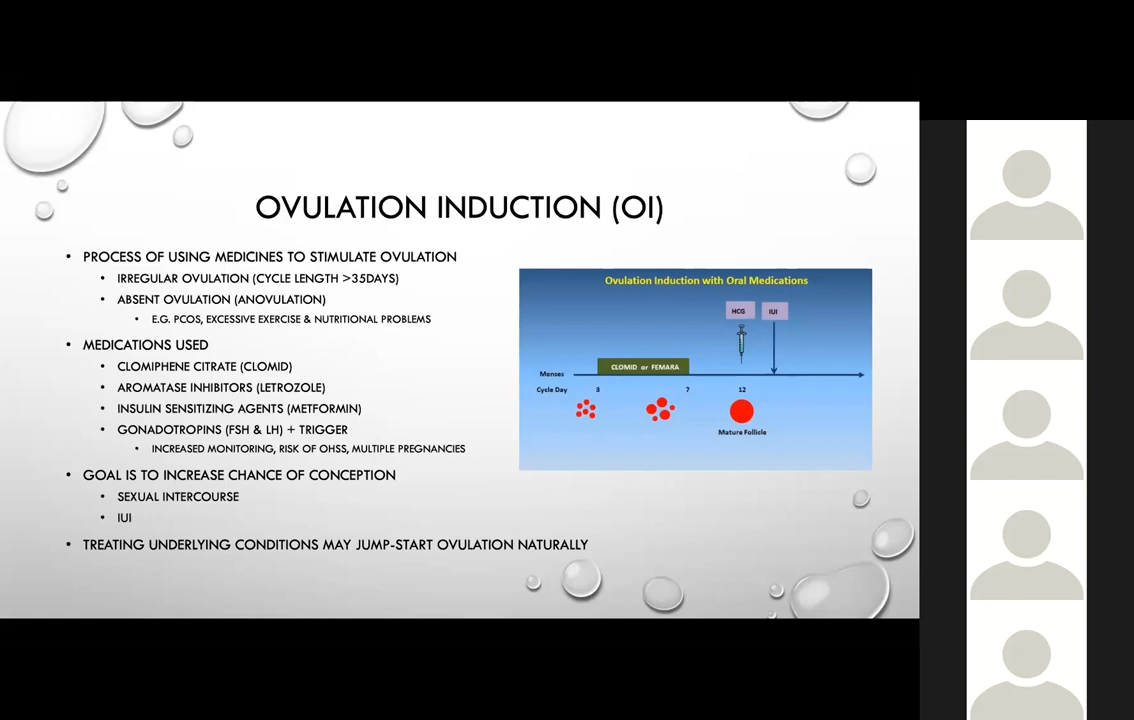 OVULATION INDUCTION (OI)
• PROCESS OF USING MEDICINES TO STIMULATE OVULATION
• IRREGULAR OVULATION (CYCLE LENGTH >35DAYS)
• ABSENT OVULATION (ANOVULATION)
• E.G. PCOS, EXCESSIVE EXERCISE & NUTRITIONAL PROBLEMS
• MEDICATIONS USED
• CLOMIPHENE CITRATE (CLOMID)
• AROMATASE INHIBITORS (LETROZOLE)
• INSULIN SENSITIZING AGENTS (METFORMIN)
• GONADOTROPINS (FSH & LH) + TRIGGER
• INCREASED MONITORING, RISK OF OHSS, MULTIPLE PREGNANCIES
• GOAL IS TO INCREASE CHANCE OF CONCEPTION
• SEXUAL INTERCOURSE
• IUI
• TREATING UNDERLYING CONDITIONS MAY JUMP-START OVULATION NATURALLY
Ovulation Induction with Oral Medications
HCG IUI
CLOMID or FEMARA
Menses
Cycle Day 3 7 12
Mature Follicle